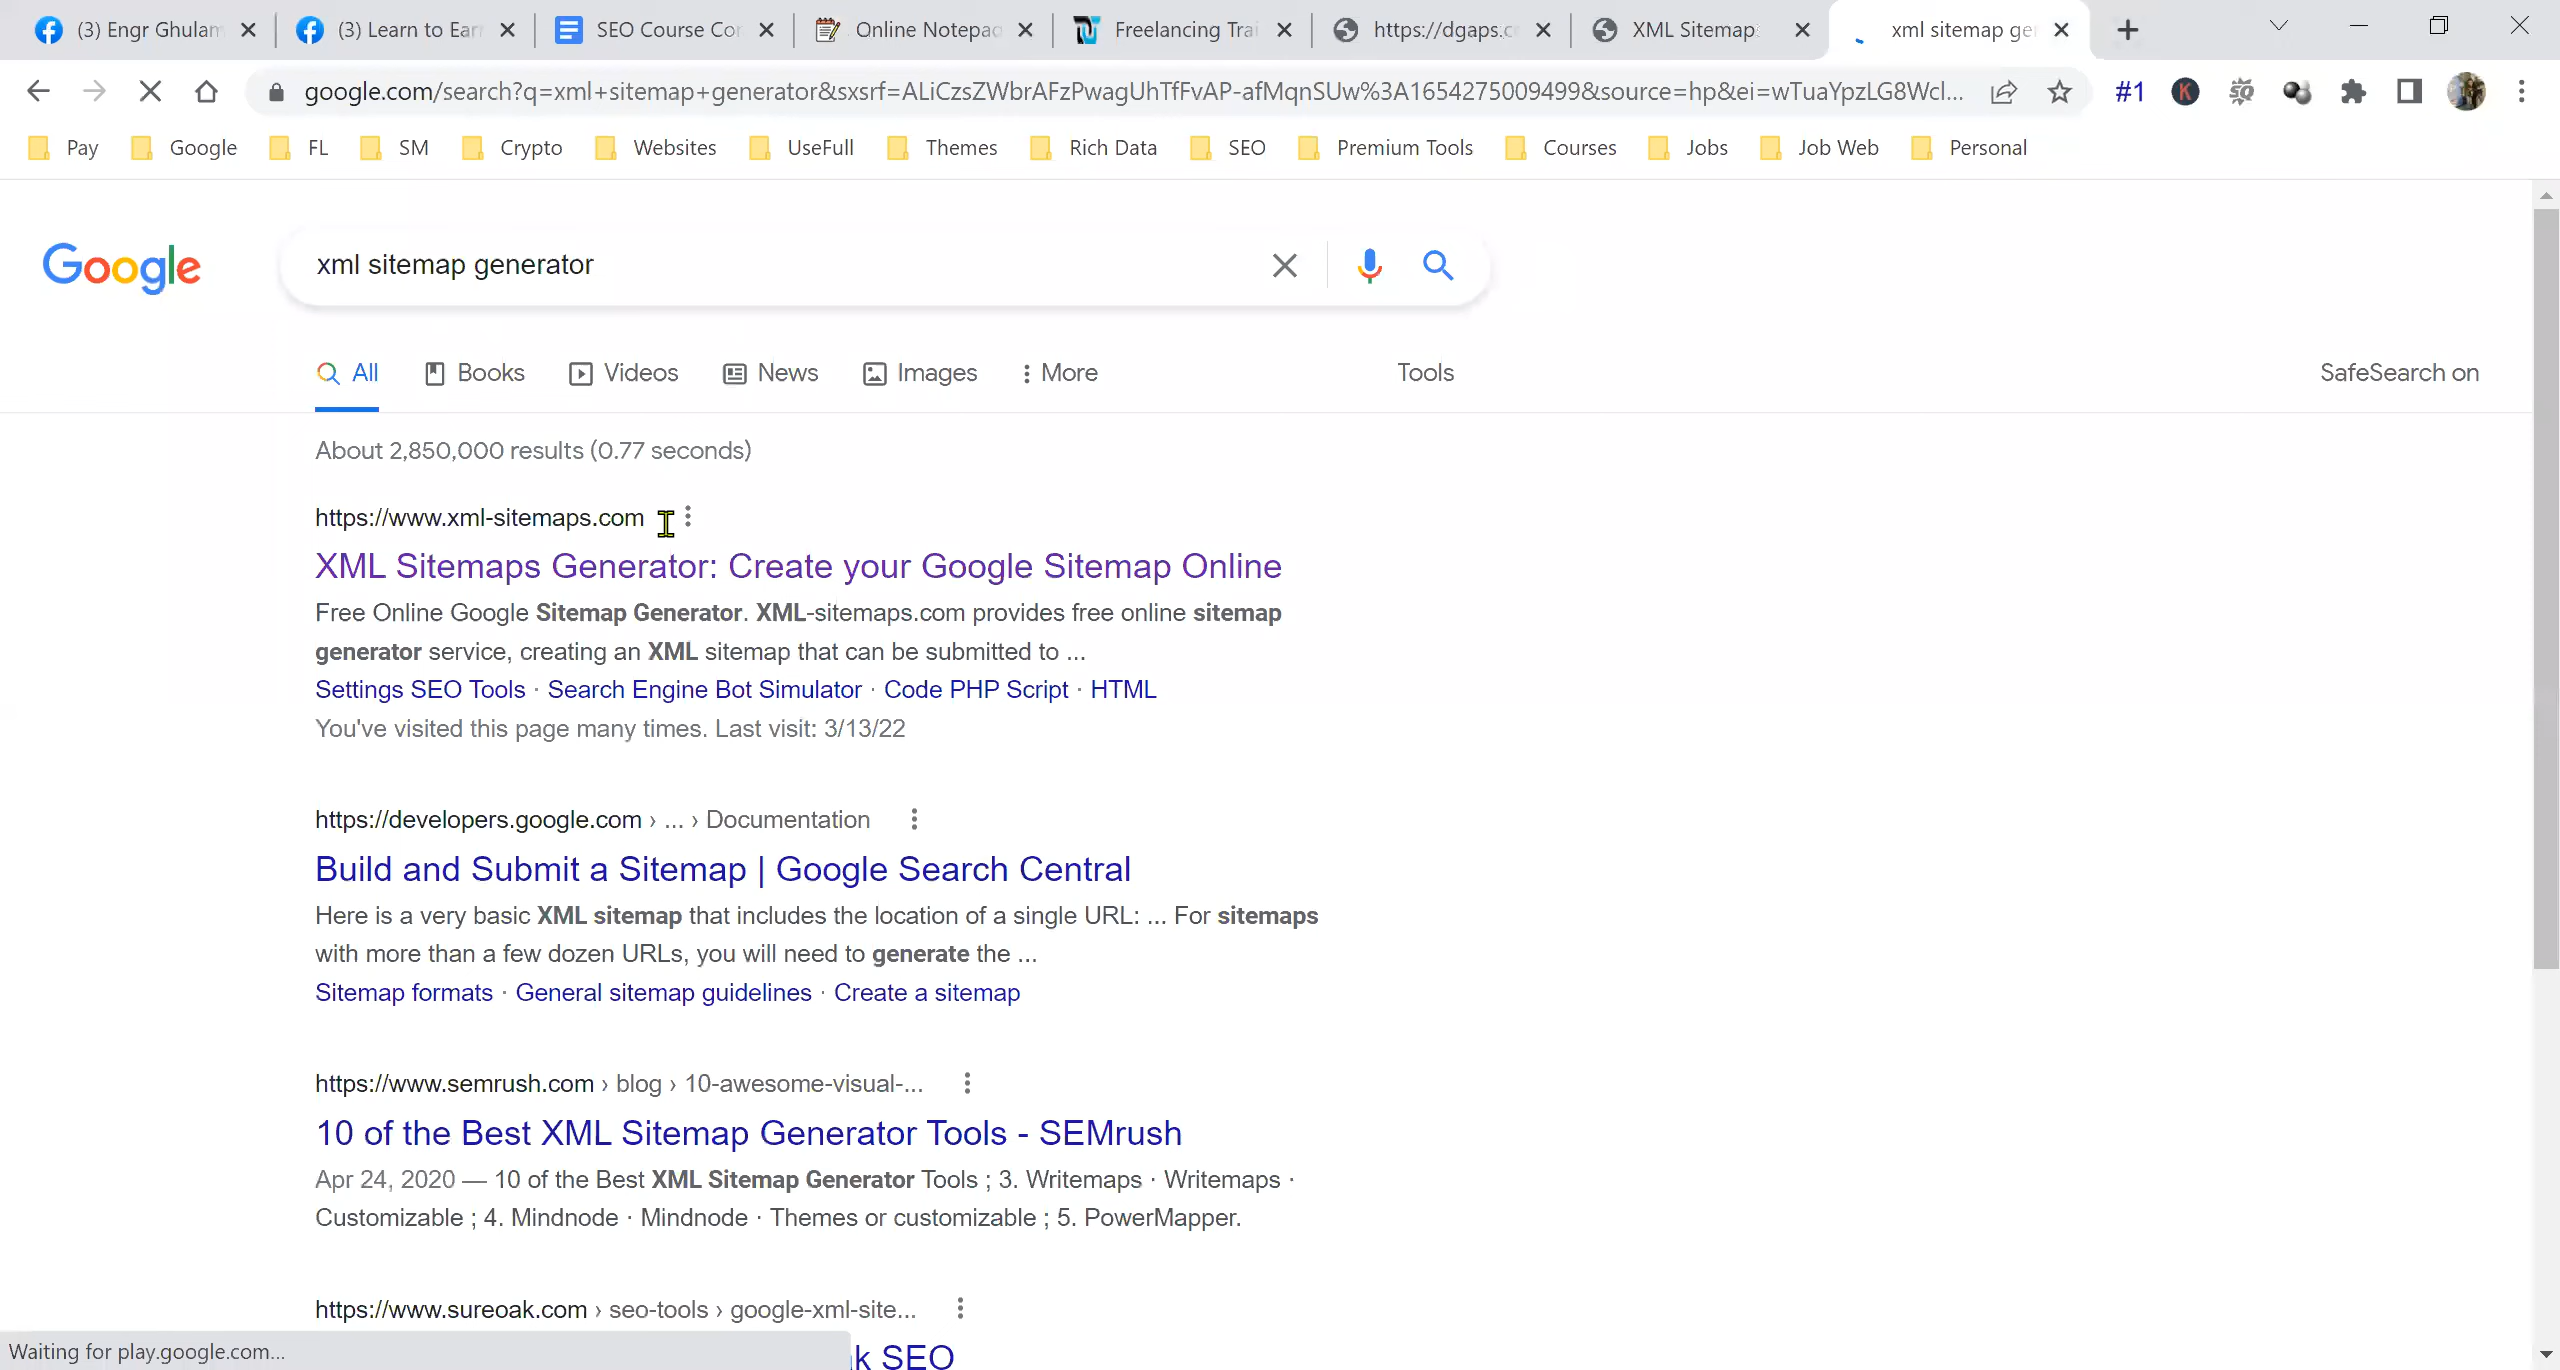 (3) Engr Ghulam
(3) Learn to Ear
SEO Course Co
Online Notepad
Freelancing Trai
https://dgaps.c
XML Sitemap
xml sitemap ge
google.com/search?q=xml+sitemap+generator&sxsrf=ALiCzsZWbrAFzPwagUhTfFvAP-afMqnSUw%3A1654275009499&source=hp&ei=wTuaYpzLG8Wcl...
#1
K
SQ
Pay
Google
FL
SM
Crypto
Websites
UseFull
Themes
Rich Data
SEO
Premium Tools
Courses
Jobs
Job Web
Personal
Google
xml sitemap generator
All
Books
Videos
News
Images
More
Tools
SafeSearch on
About 2,850,000 results (0.77 seconds)
https://www.xml-sitemaps.com
XML Sitemaps Generator: Create your Google Sitemap Online
Free Online Google Sitemap Generator. XML-sitemaps.com provides free online sitemap
generator service, creating an XML sitemap that can be submitted to ...
Settings SEO Tools · Search Engine Bot Simulator · Code PHP Script · HTML
You've visited this page many times. Last visit: 3/13/22
https://developers.google.com › ... › Documentation
Build and Submit a Sitemap | Google Search Central
Here is a very basic XML sitemap that includes the location of a single URL: ... For sitemaps
with more than a few dozen URLs, you will need to generate the ...
Sitemap formats · General sitemap guidelines · Create a sitemap
https://www.semrush.com › blog › 10-awesome-visual-...
10 of the Best XML Sitemap Generator Tools - SEMrush
Apr 24, 2020 — 10 of the Best XML Sitemap Generator Tools ; 3. Writemaps · Writemaps ·
Customizable ; 4. Mindnode · Mindnode · Themes or customizable ; 5. PowerMapper.
https://www.sureoak.com › seo-tools › google-xml-site...
k SEO
Waiting for play.google.com...